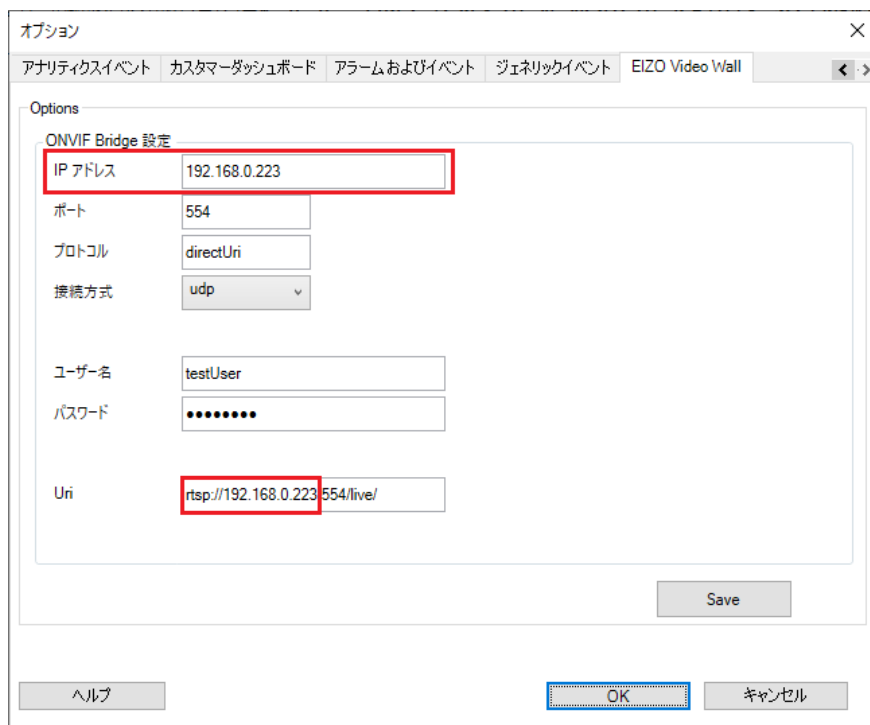 オプション
アナリティクスイベント カスタマーダッシュボード アラームおよびイベント ジェネリックイベント EIZO Video Wall
Options
ONVIF Bridge 設定
IP アドレス 192.168.0.223
ポート 554
プロトコル directUri
接続方式 udp
ユーザー名 testUser
パスワード ●●●●●●●●
Uri rtsp://192.168.0.223:554/live/
Save
ヘルプ OK キャンセル